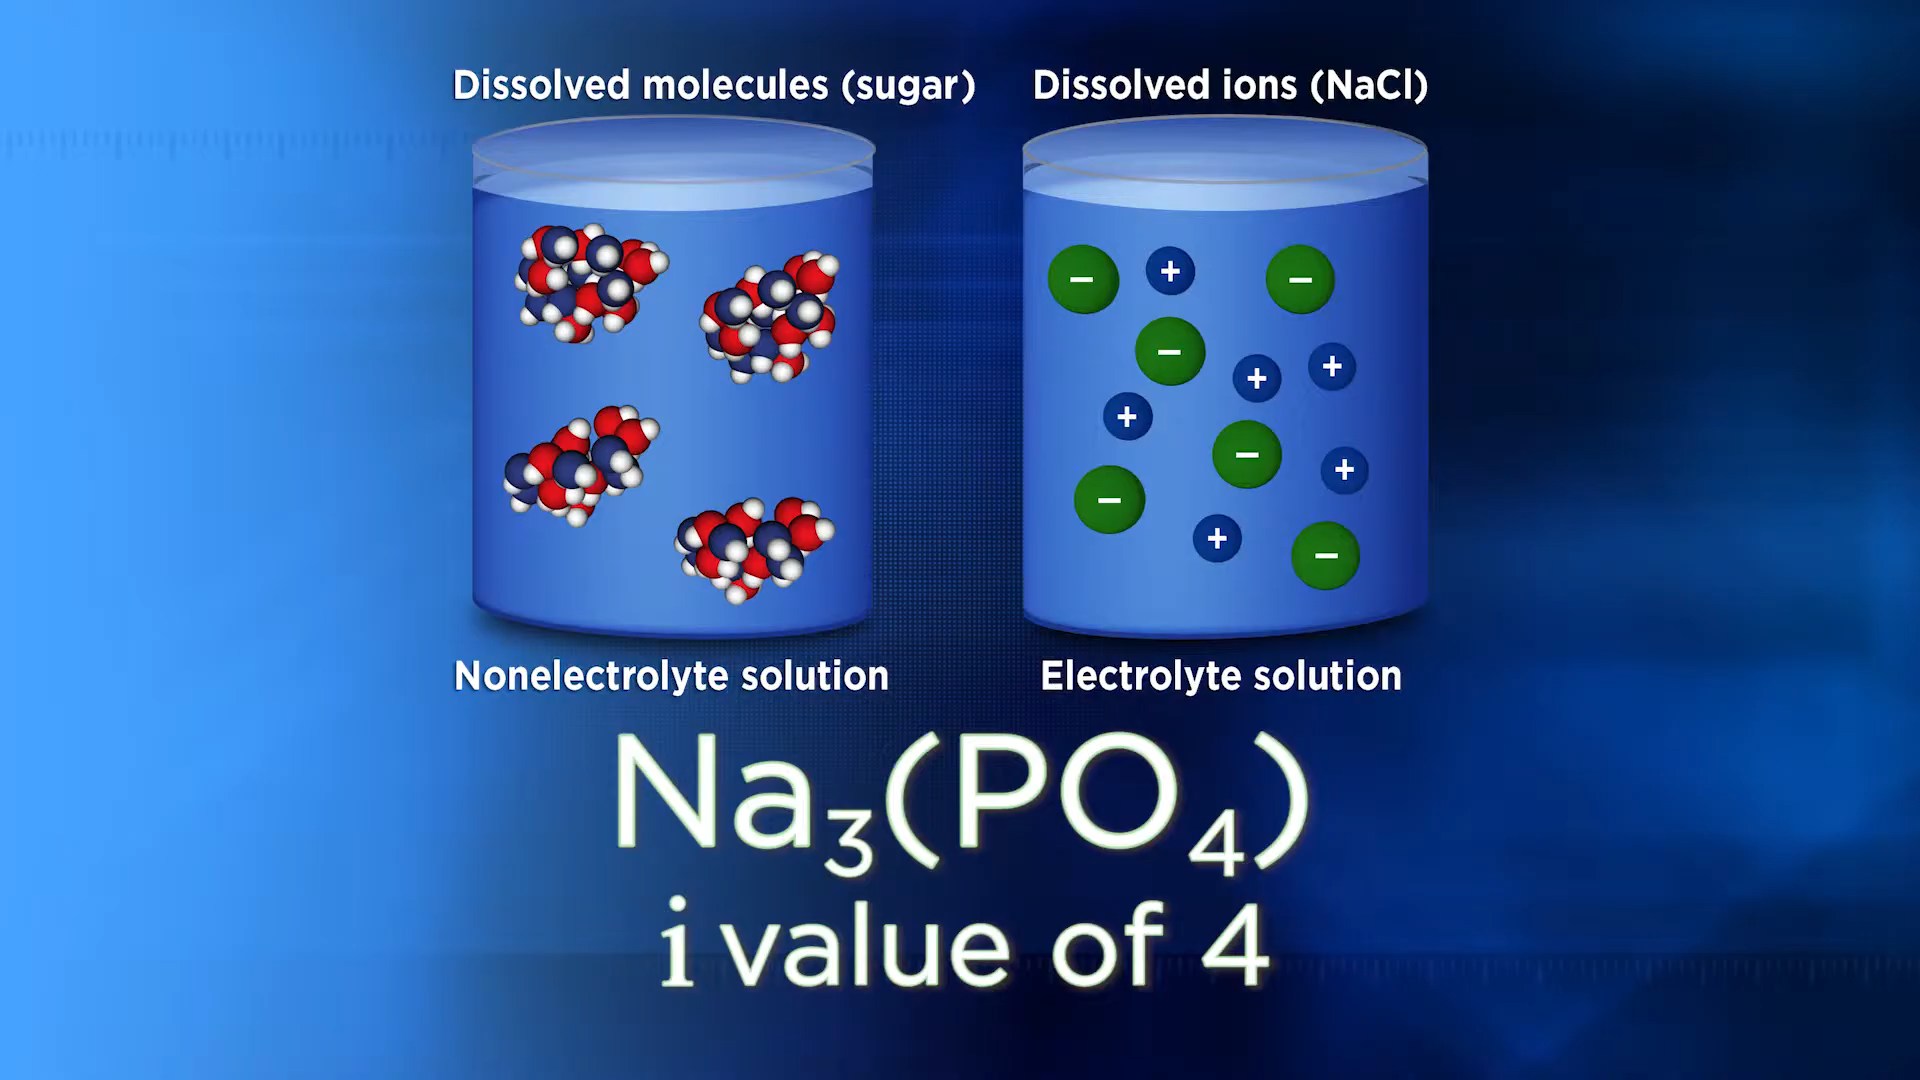 Dissolved molecules (sugar)
Dissolved ions (NaCl)
− + −
−
+ +
+
−
+
−
+
−
Nonelectrolyte solution
Electrolyte solution
Na₃(PO₄)
i value of 4